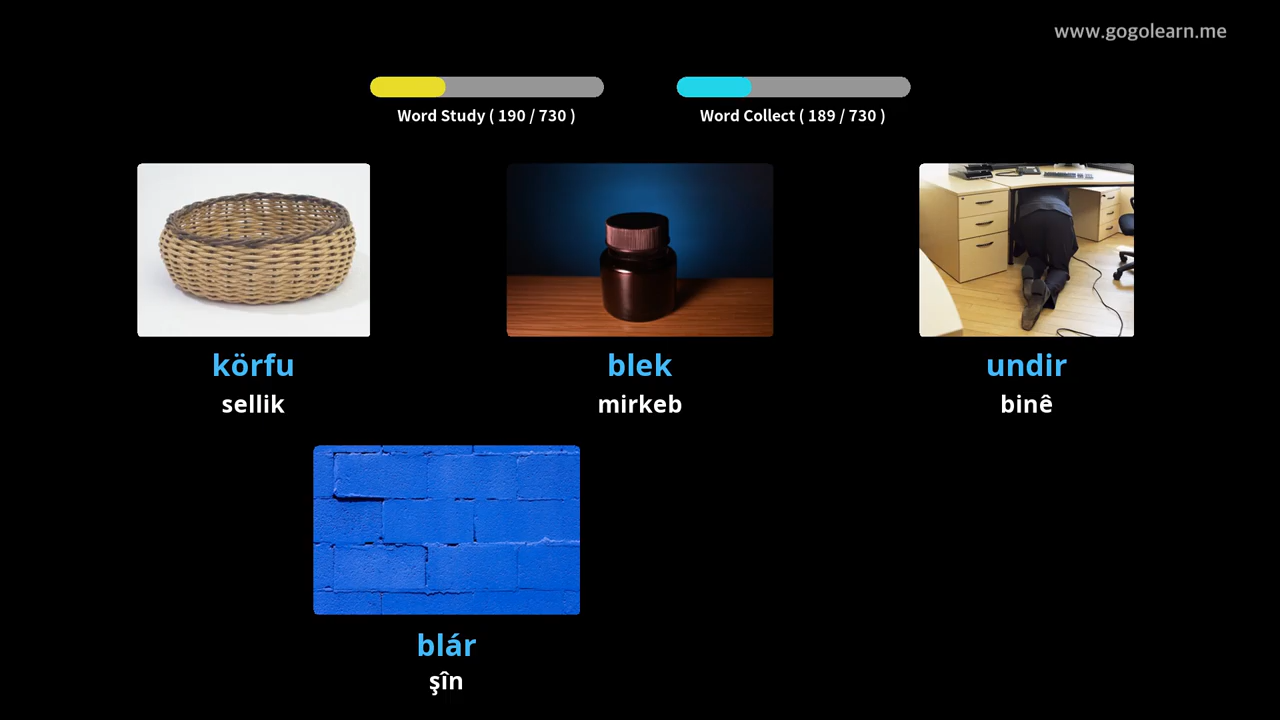 www.gogolearn.me
Word Study ( 190 / 730 )
Word Collect ( 189 / 730 )
körfu
blek
undir
sellik
mirkeb
binê
blár
şîn